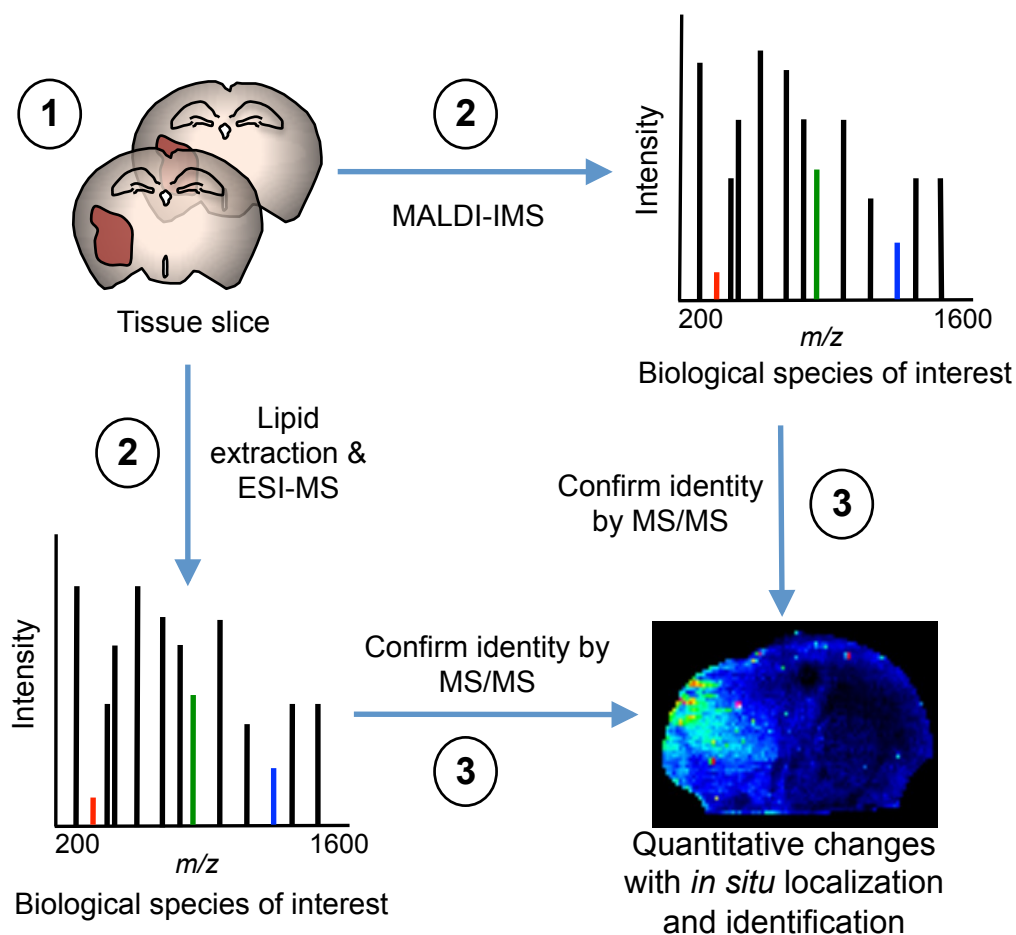 1
2
MALDI-IMS
Tissue slice
Intensity
200
1600
m/z
Biological species of interest
2
Lipid
extraction &
ESI-MS
Confirm identity
by MS/MS
3
Intensity
200
1600
m/z
Biological species of interest
Confirm identity by
MS/MS
3
Quantitative changes
with in situ localization
and identification